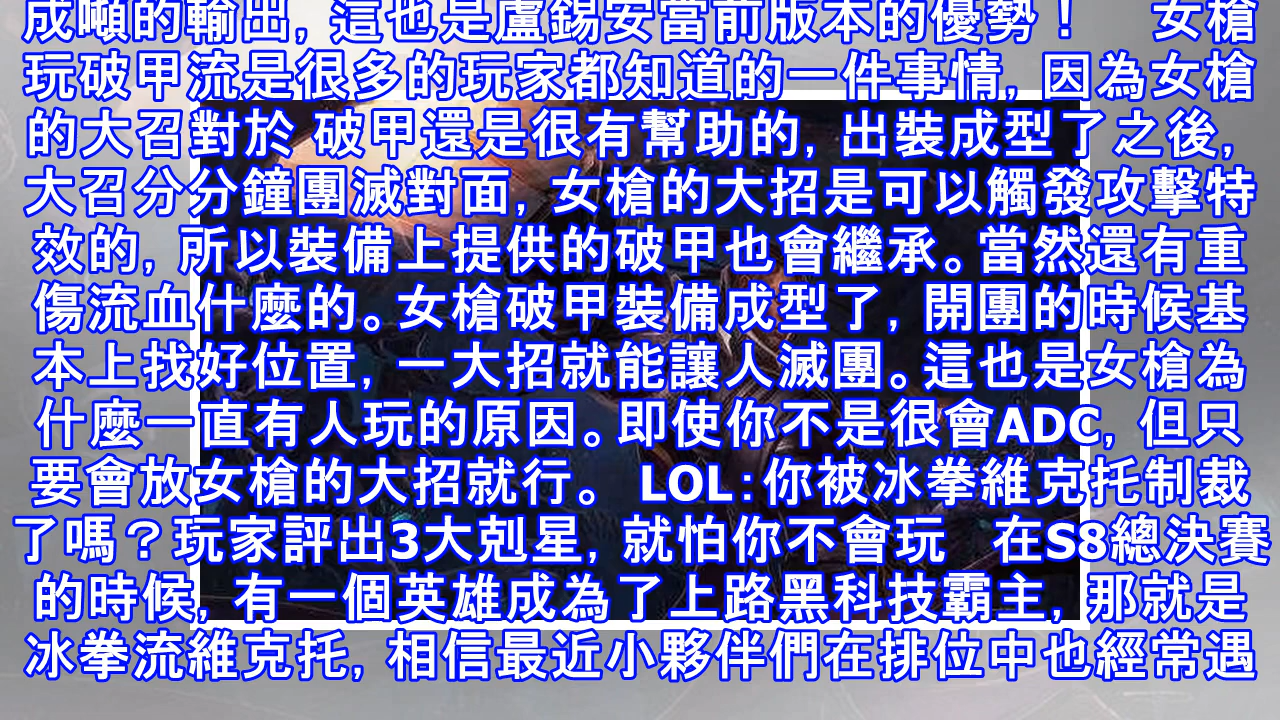 成噸的輸出, 這也是盧錫安當前版本的優勢！　女槍
玩破甲流是很多的玩家都知道的一件事情, 因為女槍
的大召對於 破甲還是很有幫助的, 出裝成型了之後,
大召分分鐘團滅對面, 女槍的大招是可以觸發攻擊特
效的, 所以裝備上提供的破甲也會繼承。當然還有重
傷流血什麼的。女槍破甲裝備成型了, 開團的時候基
本上找好位置, 一大招就能讓人滅團。這也是女槍為
什麼一直有人玩的原因。即使你不是很會ADC, 但只
要會放女槍的大招就行。 LOL:你被冰拳維克托制裁
了嗎？玩家評出3大剋星, 就怕你不會玩　在S8總決賽
的時候, 有一個英雄成為了上路黑科技霸主, 那就是
冰拳流維克托, 相信最近小夥伴們在排位中也經常遇